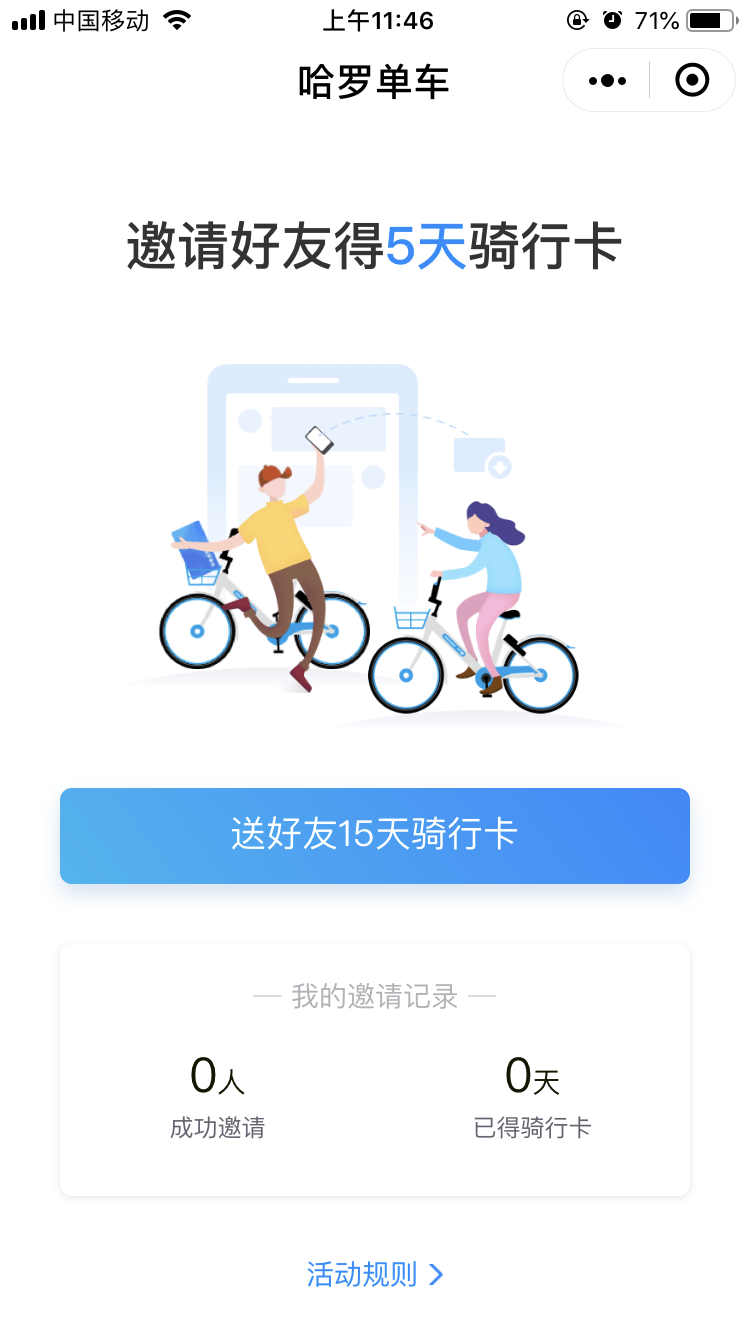 中国移动 上午11:46 71%
哈罗单车
邀请好友得5天骑行卡
送好友15天骑行卡
我的邀请记录
0人 0天
成功邀请 已得骑行卡
活动规则